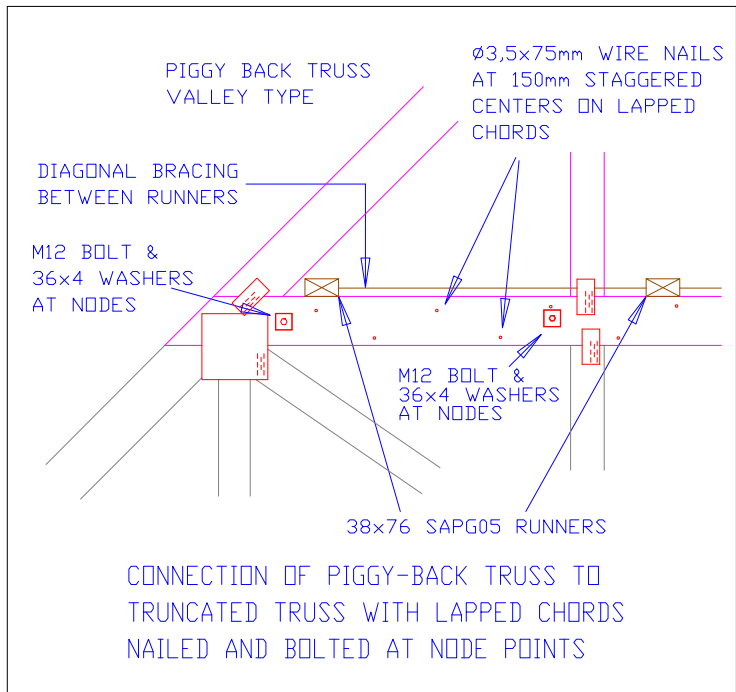 PIGGY BACK TRUSS
VALLEY TYPE
Ø3,5x75mm WIRE NAILS
AT 150mm STAGGERED
CENTERS ON LAPPED
CHORDS
DIAGONAL BRACING
BETWEEN RUNNERS
M12 BOLT &
36x4 WASHERS
AT NODES
M12 BOLT &
36x4 WASHERS
AT NODES
38x76 SAPG05 RUNNERS
CONNECTION OF PIGGY-BACK TRUSS TO
TRUNCATED TRUSS WITH LAPPED CHORDS
NAILED AND BOLTED AT NODE POINTS